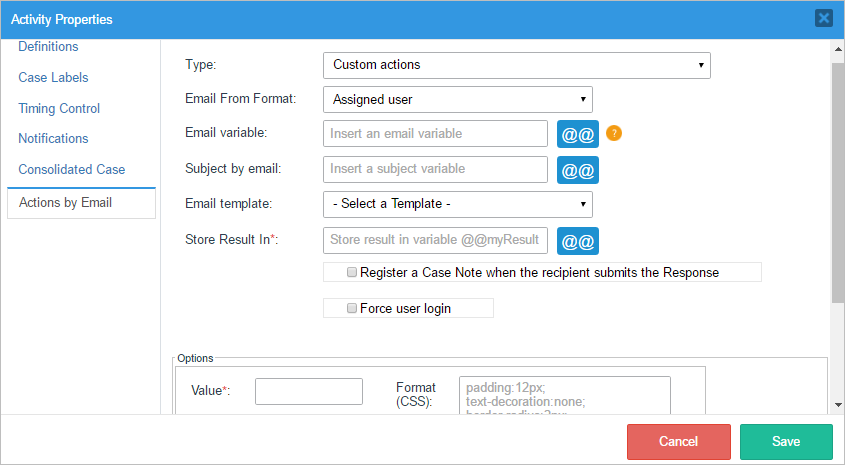 Activity Properties
Definitions
Case Labels
Timing Control
Notifications
Consolidated Case
Actions by Email
Type:
Custom actions
Email From Format:
Assigned user
Email variable:
Insert an email variable
@@
?
Subject by email:
Insert a subject variable
@@
Email template:
- Select a Template -
Store Result In*:
Store result in variable @@myResult
@@
Register a Case Note when the recipient submits the Response
Force user login
Options
Value*:
Format
(CSS):
padding:12px;
text-decoration:none;
Cancel
Save